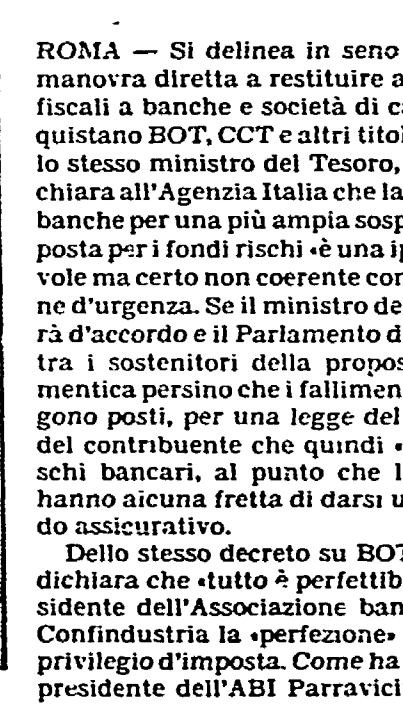 ROMA — Si delinea in seno
manovra diretta a restituire a
fiscali a banche e società di c
quistano BOT, CCT e altri tito
lo stesso ministro del Tesoro,
chiara all'Agenzia Italia che la
banche per una più ampia sosp
posta per i fondi rischi «è una i
vole ma certo non coerente con
ne d'urgenza. Se il ministro de
rà d'accordo e il Parlamento d
tra i sostenitori della propos
mentica persino che i fallimen
gono posti, per una legge del
del contribuente che quindi «
schi bancari, al punto che l
hanno alcuna fretta di darsi u
do assicurativo.
Dello stesso decreto su BOT
dichiara che «tutto è perfettib
sidente dell'Associazione ban
Confindustria la «perfezione»
privilegio d'imposta. Come ha
presidente dell'ABI Parravici